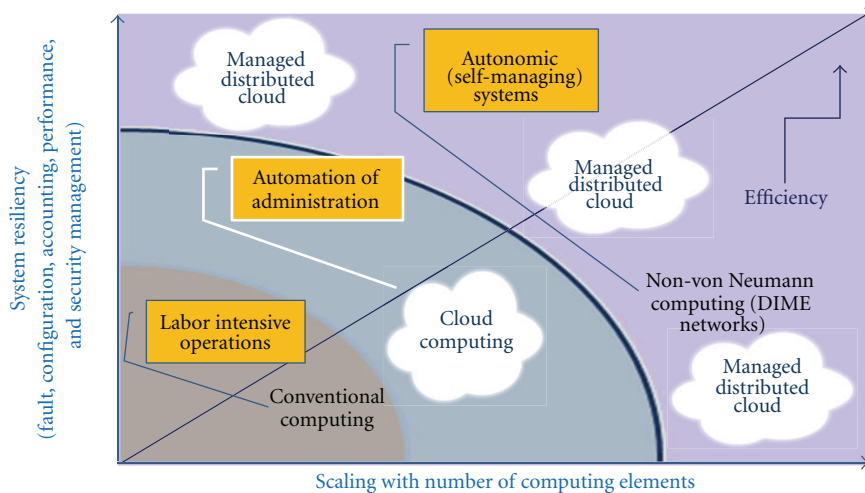 System resiliency
(fault, configuration, accounting, performance,
and security management)
Managed
distributed
cloud
Autonomic
(self-managing)
systems
Managed
distributed
cloud
Efficiency
Automation of
administration
Non-von Neumann
computing (DIME
networks)
Labor intensive
operations
Cloud
computing
Managed
distributed
cloud
Conventional
computing
Scaling with number of computing elements